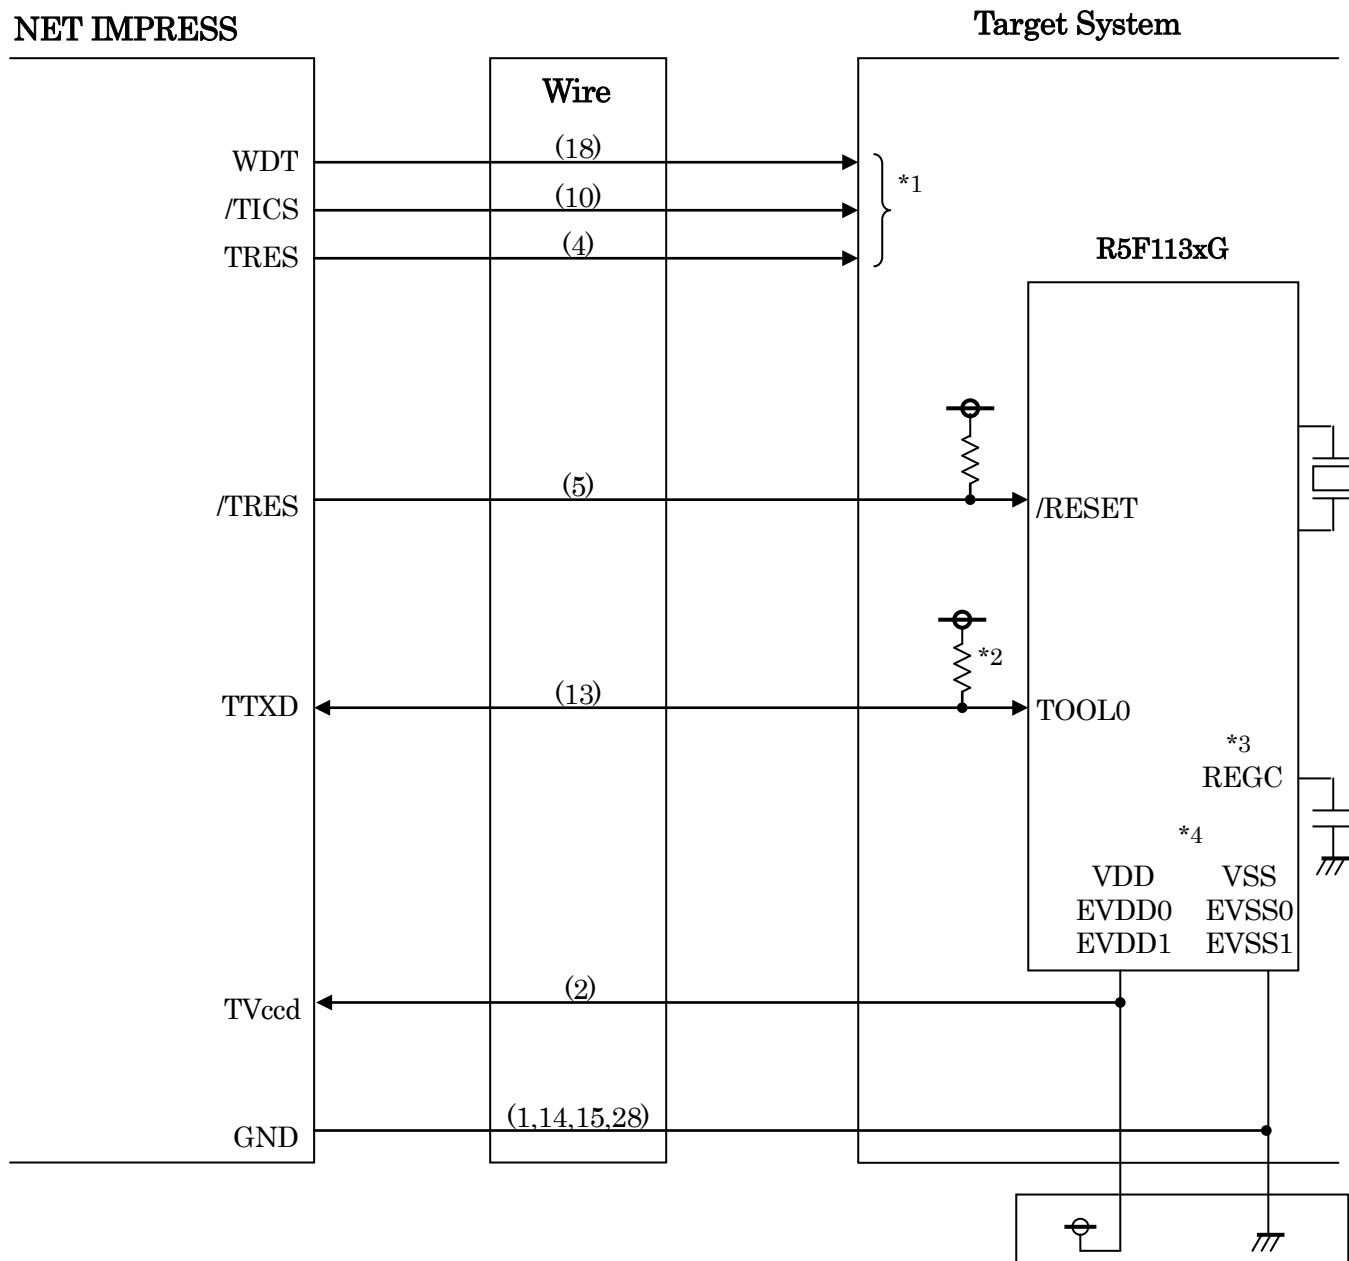 NET IMPRESS
Target System
Wire
WDT
(18)
*1
/TICS
(10)
TRES
(4)
R5F113xG
/TRES
(5)
/RESET
*2
TTXD
(13)
TOOL0
*3
REGC
*4
VDD VSS
EVDD0 EVSS0
EVDD1 EVSS1
TVccd
(2)
GND
(1,14,15,28)